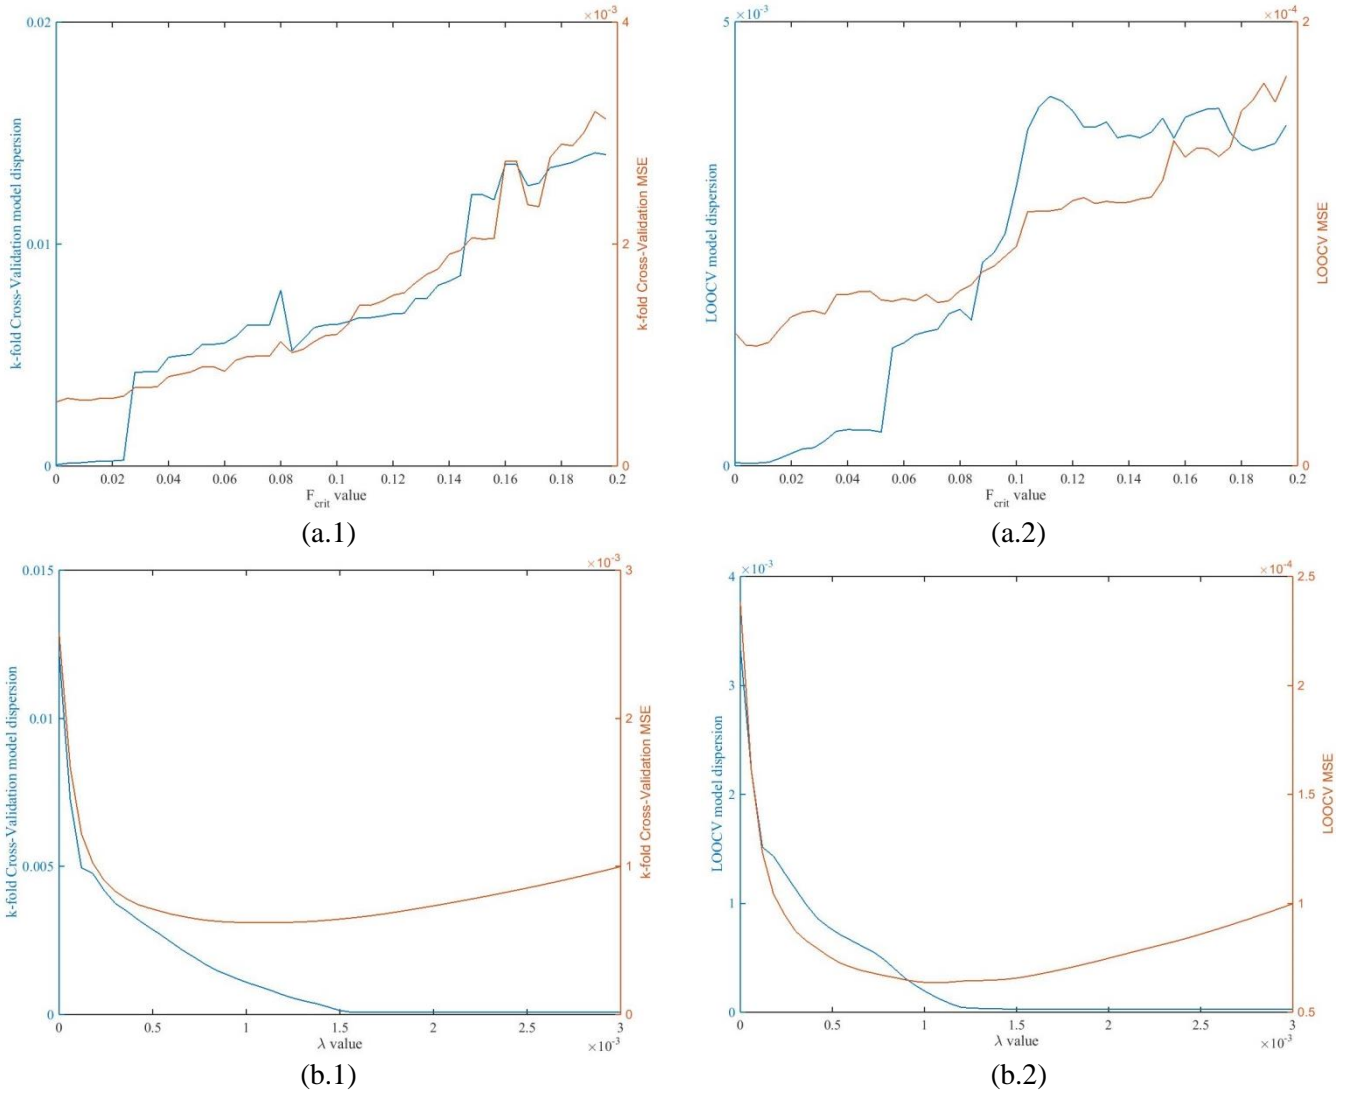 0.02
×10⁻³
4
0.01
2
0
0
0 0.02 0.04 0.06 0.08 0.1 0.12 0.14 0.16 0.18 0.2
k-fold Cross-Validation model dispersion
k-fold Cross-Validation MSE
F_crit value
(a.1)
5 ×10⁻³
×10⁻⁴
2
0
0
0 0.02 0.04 0.06 0.08 0.1 0.12 0.14 0.16 0.18 0.2
LOOCV model dispersion
LOOCV MSE
F_crit value
(a.2)
0.015
×10⁻³
3
0.01
2
0.005
1
0
0
0 0.5 1 1.5 2 2.5 3
×10⁻³
k-fold Cross-Validation model dispersion
k-fold Cross-Validation MSE
λ value
(b.1)
4 ×10⁻³
×10⁻⁴
2.5
3
2
2
1.5
1
1
0
0.5
0 0.5 1 1.5 2 2.5 3
×10⁻³
LOOCV model dispersion
LOOCV MSE
λ value
(b.2)